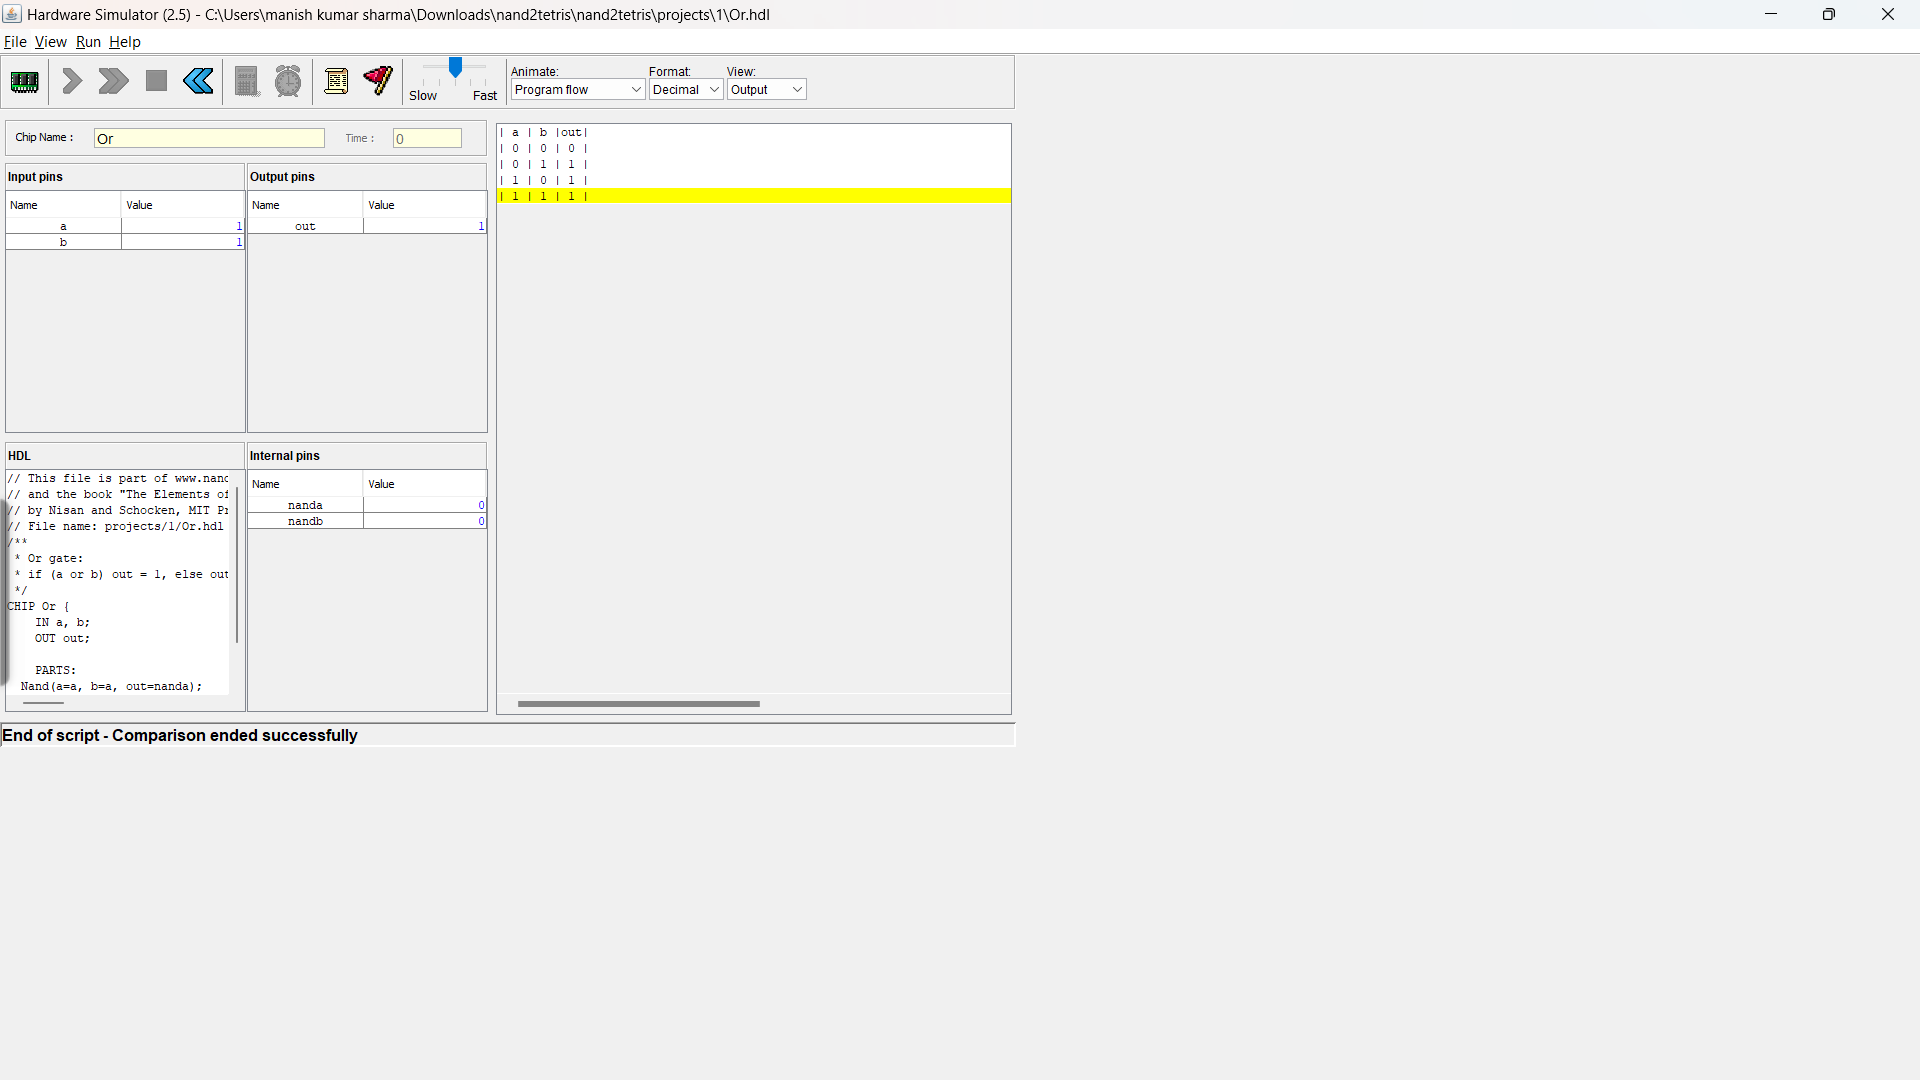 Hardware Simulator (2.5) - C:\Users\manish kumar sharma\Downloads\nand2tetris\nand2tetris\projects\1\Or.hdl
File View Run Help
Slow Fast
Animate: Format: View:
Program flow Decimal Output
Chip Name : Or Time : 0
Input pins Output pins
Name Value Name Value
a 1 out 1
b 1
| a | b |out|
| 0 | 0 | 0 |
| 0 | 1 | 1 |
| 1 | 0 | 1 |
| 1 | 1 | 1 |
HDL
// This file is part of www.nand
// and the book "The Elements of
// by Nisan and Schocken, MIT Pr
// File name: projects/1/Or.hdl
/**
* Or gate:
* if (a or b) out = 1, else out
*/
CHIP Or {
IN a, b;
OUT out;
PARTS:
Nand(a=a, b=a, out=nanda);
Internal pins
Name Value
nanda 0
nandb 0
End of script - Comparison ended successfully